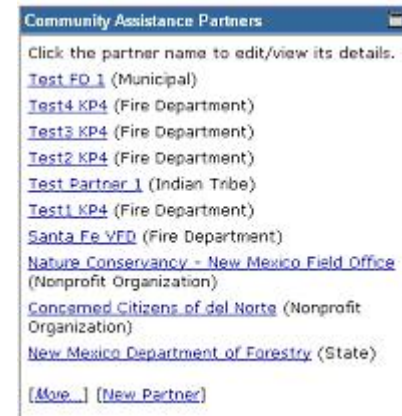 Community Assistance Partners
Click the partner name to edit/view its details.
Test FO 1 (Municipal)
Test4 KP4 (Fire Department)
Test3 KP4 (Fire Department)
Test2 KP4 (Fire Department)
Test Partner 1 (Indian Tribe)
Test1 KP4 (Fire Department)
Santa Fe VFD (Fire Department)
Nature Conservancy - New Mexico Field Office
(Nonprofit Organization)
Concerned Citizens of del Norte (Nonprofit
Organization)
New Mexico Department of Forestry (State)
[More...] [New Partner]